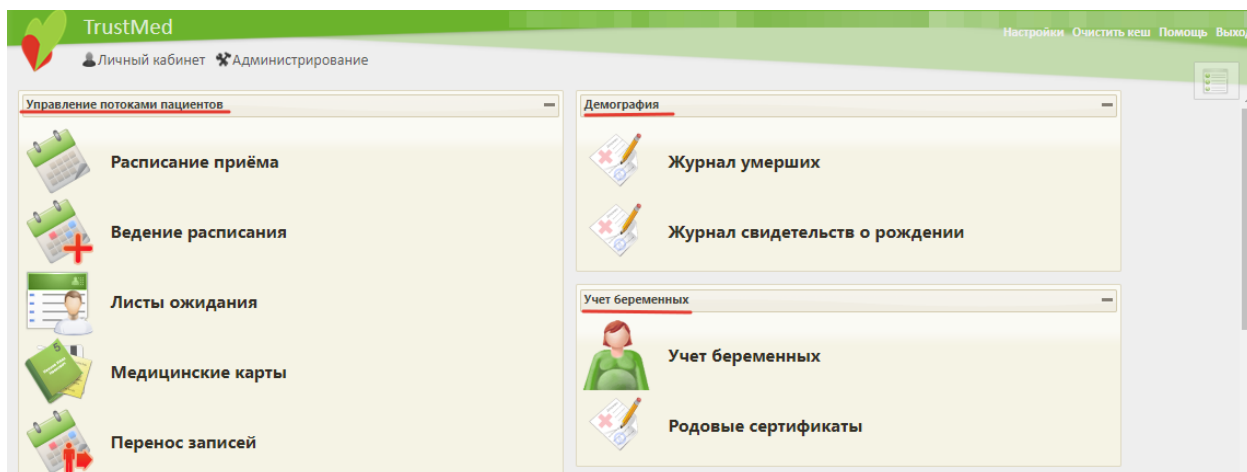 TrustMed
Настройки Очистить кеш Помощь
Личный кабинет Администрирование
Управление потоками пациентов
Расписание приёма
Ведение расписания
Листы ожидания
Медицинские карты
Перенос записей
Демография
Журнал умерших
Журнал свидетельств о рождении
Учет беременных
Учет беременных
Родовые сертификаты